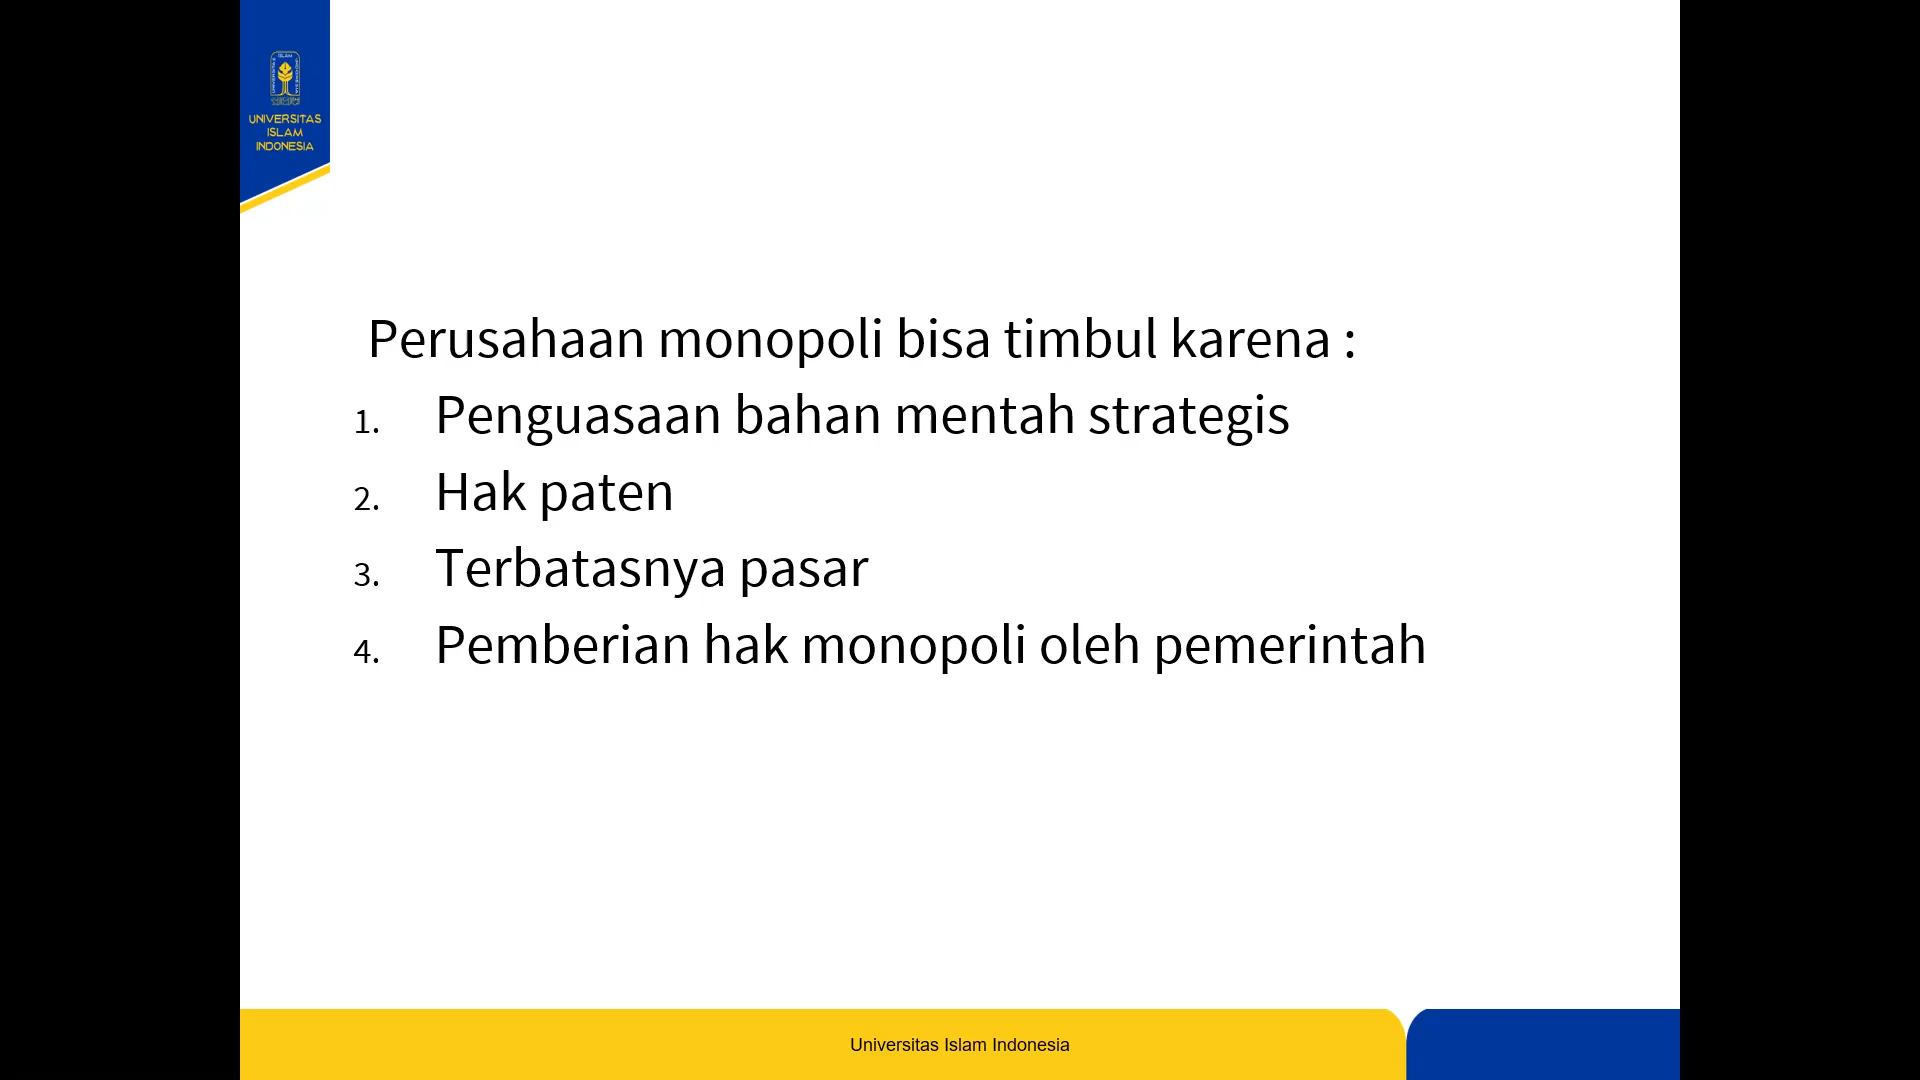 UNIVERSITAS
ISLAM
INDONESIA
Perusahaan monopoli bisa timbul karena :
1. Penguasaan bahan mentah strategis
2. Hak paten
3. Terbatasnya pasar
4. Pemberian hak monopoli oleh pemerintah
Universitas Islam Indonesia